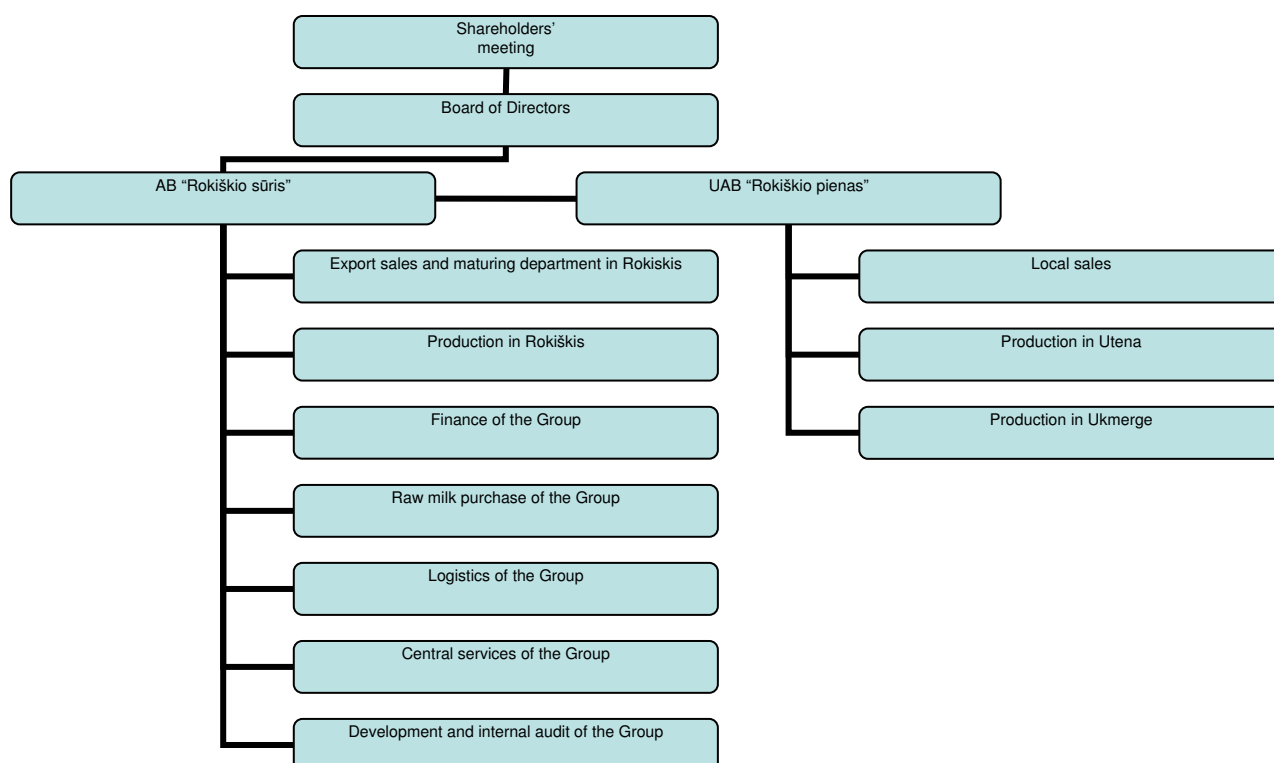 Shareholders’
meeting
Board of Directors
AB “Rokiškio sūris”
UAB “Rokiškio pienas”
Export sales and maturing department in Rokiskis
Local sales
Production in Rokiškis
Production in Utena
Finance of the Group
Production in Ukmerge
Raw milk purchase of the Group
Logistics of the Group
Central services of the Group
Development and internal audit of the Group